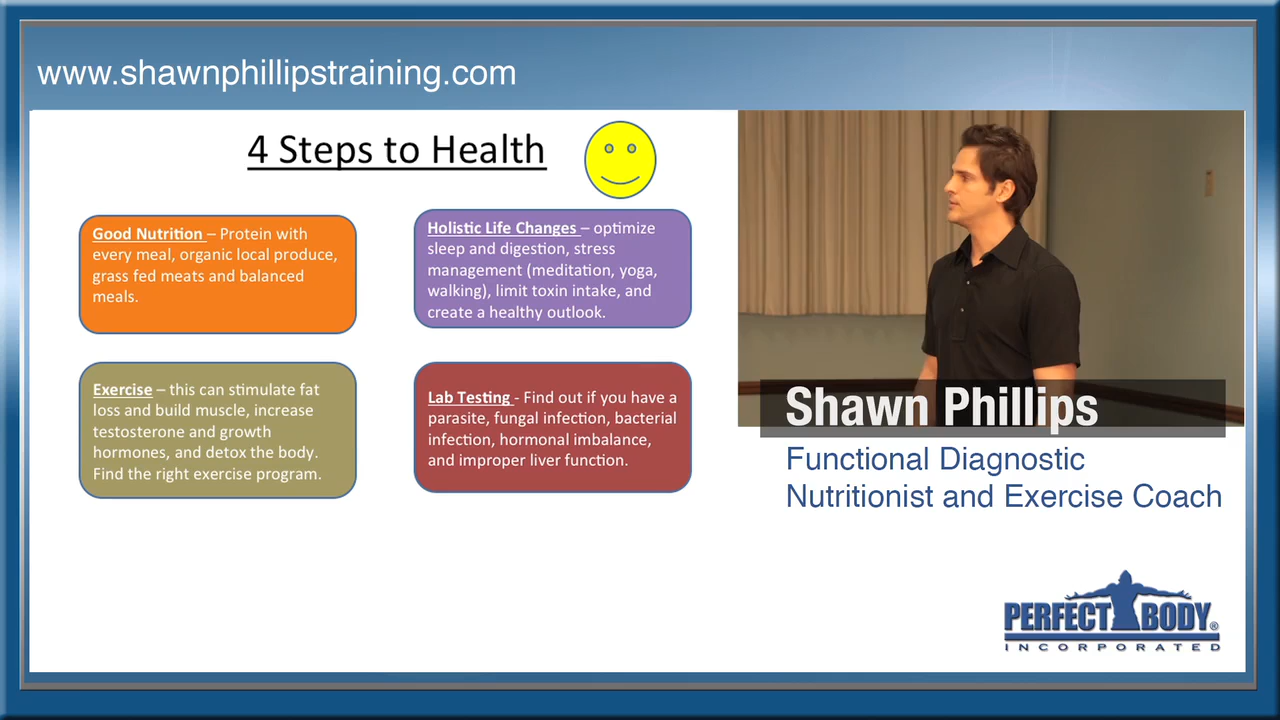 www.shawnphillipstraining.com
4 Steps to Health
Good Nutrition – Protein with
every meal, organic local produce,
grass fed meats and balanced
meals.
Holistic Life Changes – optimize
sleep and digestion, stress
management (meditation, yoga,
walking), limit toxin intake, and
create a healthy outlook.
Exercise – this can stimulate fat
loss and build muscle, increase
testosterone and growth
hormones, and detox the body.
Find the right exercise program.
Lab Testing - Find out if you have a
parasite, fungal infection, bacterial
infection, hormonal imbalance,
and improper liver function.
Shawn Phillips
Functional Diagnostic
Nutritionist and Exercise Coach
PERFECT BODY®
INCORPORATED